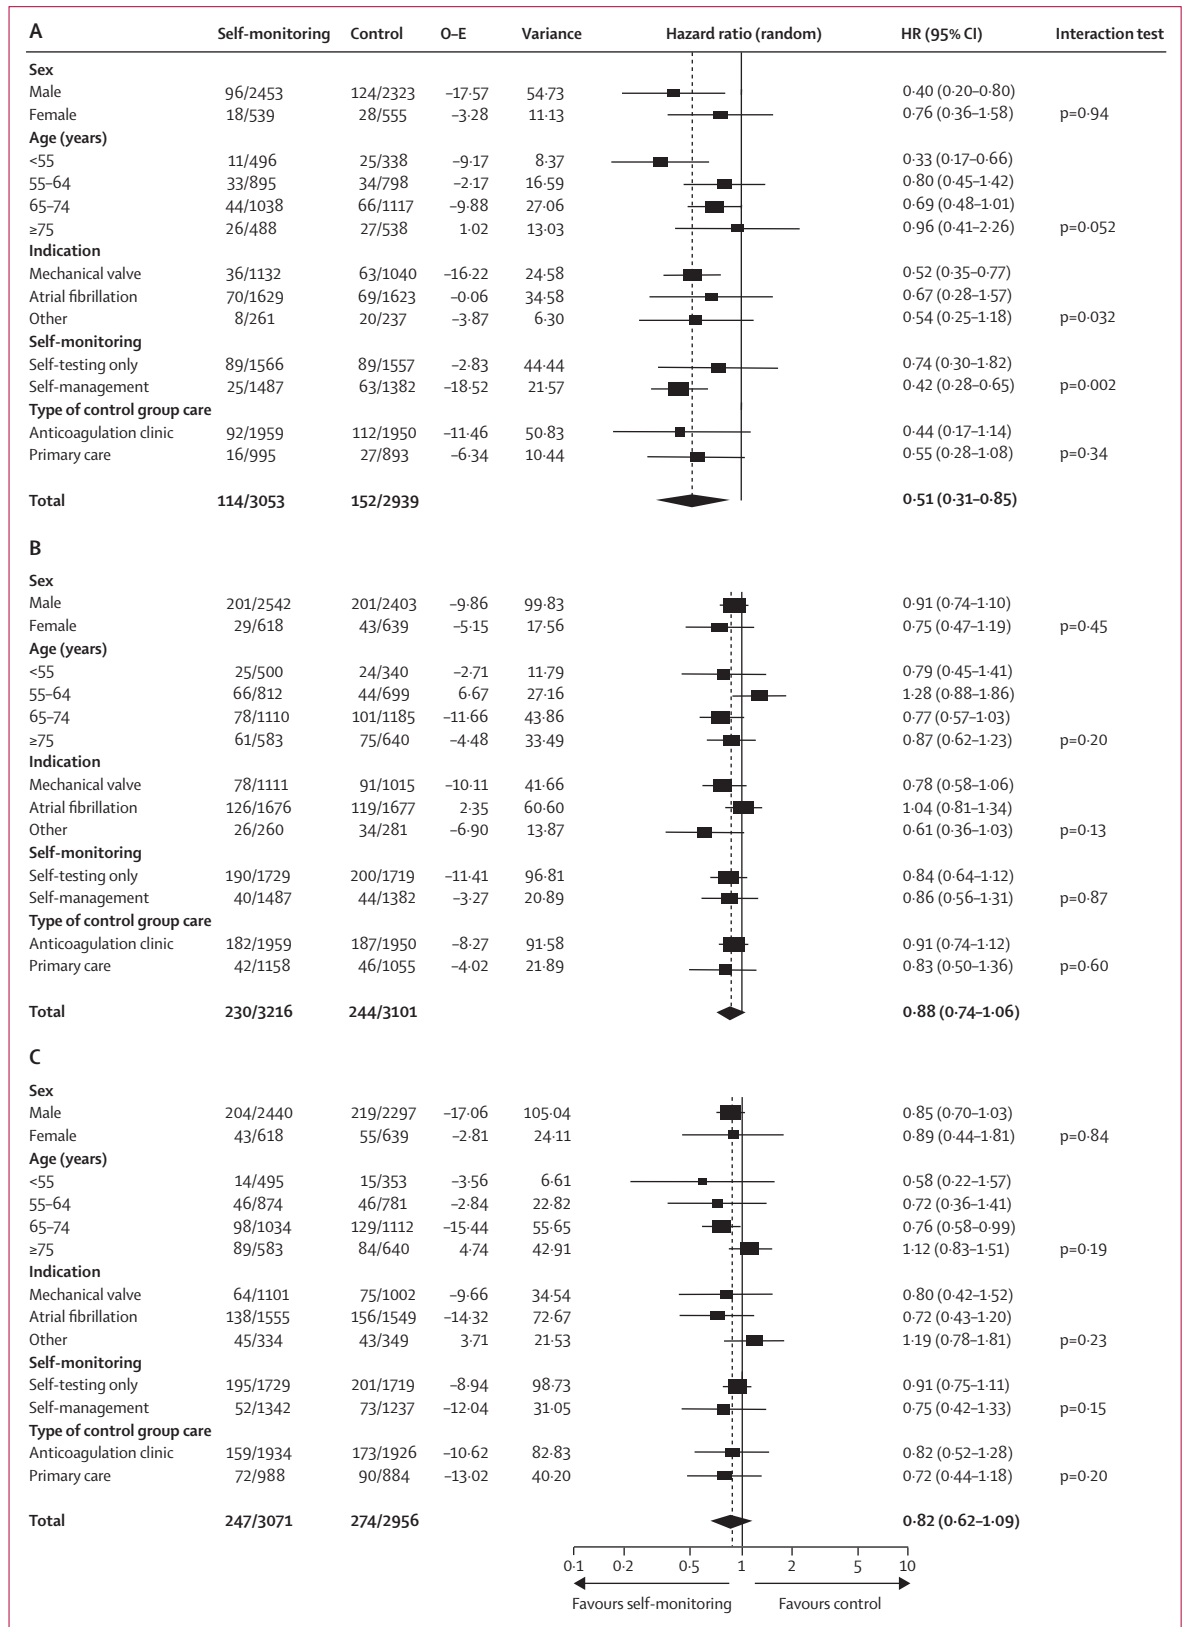 A Self-monitoring Control O–E Variance Hazard ratio (random) HR (95% CI) Interaction test
Sex
Male 96/2453 124/2323 –17·57 54·73 0·40 (0·20–0·80)
Female 18/539 28/555 –3·28 11·13 0·76 (0·36–1·58) p=0·94
Age (years)
<55 11/496 25/338 –9·17 8·37 0·33 (0·17–0·66)
55–64 33/895 34/798 –2·17 16·59 0·80 (0·45–1·42)
65–74 44/1038 66/1117 –9·88 27·06 0·69 (0·48–1·01)
≥75 26/488 27/538 1·02 13·03 0·96 (0·41–2·26) p=0·052
Indication
Mechanical valve 36/1132 63/1040 –16·22 24·58 0·52 (0·35–0·77)
Atrial fibrillation 70/1629 69/1623 –0·06 34·58 0·67 (0·28–1·57)
Other 8/261 20/237 –3·87 6·30 0·54 (0·25–1·18) p=0·032
Self-monitoring
Self-testing only 89/1566 89/1557 –2·83 44·44 0·74 (0·30–1·82)
Self-management 25/1487 63/1382 –18·52 21·57 0·42 (0·28–0·65) p=0·002
Type of control group care
Anticoagulation clinic 92/1959 112/1950 –11·46 50·83 0·44 (0·17–1·14)
Primary care 16/995 27/893 –6·34 10·44 0·55 (0·28–1·08) p=0·34
Total 114/3053 152/2939 0·51 (0·31–0·85)
B
Sex
Male 201/2542 201/2403 –9·86 99·83 0·91 (0·74–1·10)
Female 29/618 43/639 –5·15 17·56 0·75 (0·47–1·19) p=0·45
Age (years)
<55 25/500 24/340 –2·71 11·79 0·79 (0·45–1·41)
55–64 66/812 44/699 6·67 27·16 1·28 (0·88–1·86)
65–74 78/1110 101/1185 –11·66 43·86 0·77 (0·57–1·03)
≥75 61/583 75/640 –4·48 33·49 0·87 (0·62–1·23) p=0·20
Indication
Mechanical valve 78/1111 91/1015 –10·11 41·66 0·78 (0·58–1·06)
Atrial fibrillation 126/1676 119/1677 2·35 60·60 1·04 (0·81–1·34)
Other 26/260 34/281 –6·90 13·87 0·61 (0·36–1·03) p=0·13
Self-monitoring
Self-testing only 190/1729 200/1719 –11·41 96·81 0·84 (0·64–1·12)
Self-management 40/1487 44/1382 –3·27 20·89 0·86 (0·56–1·31) p=0·87
Type of control group care
Anticoagulation clinic 182/1959 187/1950 –8·27 91·58 0·91 (0·74–1·12)
Primary care 42/1158 46/1055 –4·02 21·89 0·83 (0·50–1·36) p=0·60
Total 230/3216 244/3101 0·88 (0·74–1·06)
C
Sex
Male 204/2440 219/2297 –17·06 105·04 0·85 (0·70–1·03)
Female 43/618 55/639 –2·81 24·11 0·89 (0·44–1·81) p=0·84
Age (years)
<55 14/495 15/353 –3·56 6·61 0·58 (0·22–1·57)
55–64 46/874 46/781 –2·84 22·82 0·72 (0·36–1·41)
65–74 98/1034 129/1112 –15·44 55·65 0·76 (0·58–0·99)
≥75 89/583 84/640 4·74 42·91 1·12 (0·83–1·51) p=0·19
Indication
Mechanical valve 64/1101 75/1002 –9·66 34·54 0·80 (0·42–1·52)
Atrial fibrillation 138/1555 156/1549 –14·32 72·67 0·72 (0·43–1·20)
Other 45/334 43/349 3·71 21·53 1·19 (0·78–1·81) p=0·23
Self-monitoring
Self-testing only 195/1729 201/1719 –8·94 98·73 0·91 (0·75–1·11)
Self-management 52/1342 73/1237 –12·04 31·05 0·75 (0·42–1·33) p=0·15
Type of control group care
Anticoagulation clinic 159/1934 173/1926 –10·62 82·83 0·82 (0·52–1·28)
Primary care 72/988 90/884 –13·02 40·20 0·72 (0·44–1·18) p=0·20
Total 247/3071 274/2956 0·82 (0·62–1·09)
0·1 0·2 0·5 1 2 5 10
Favours self-monitoring Favours control